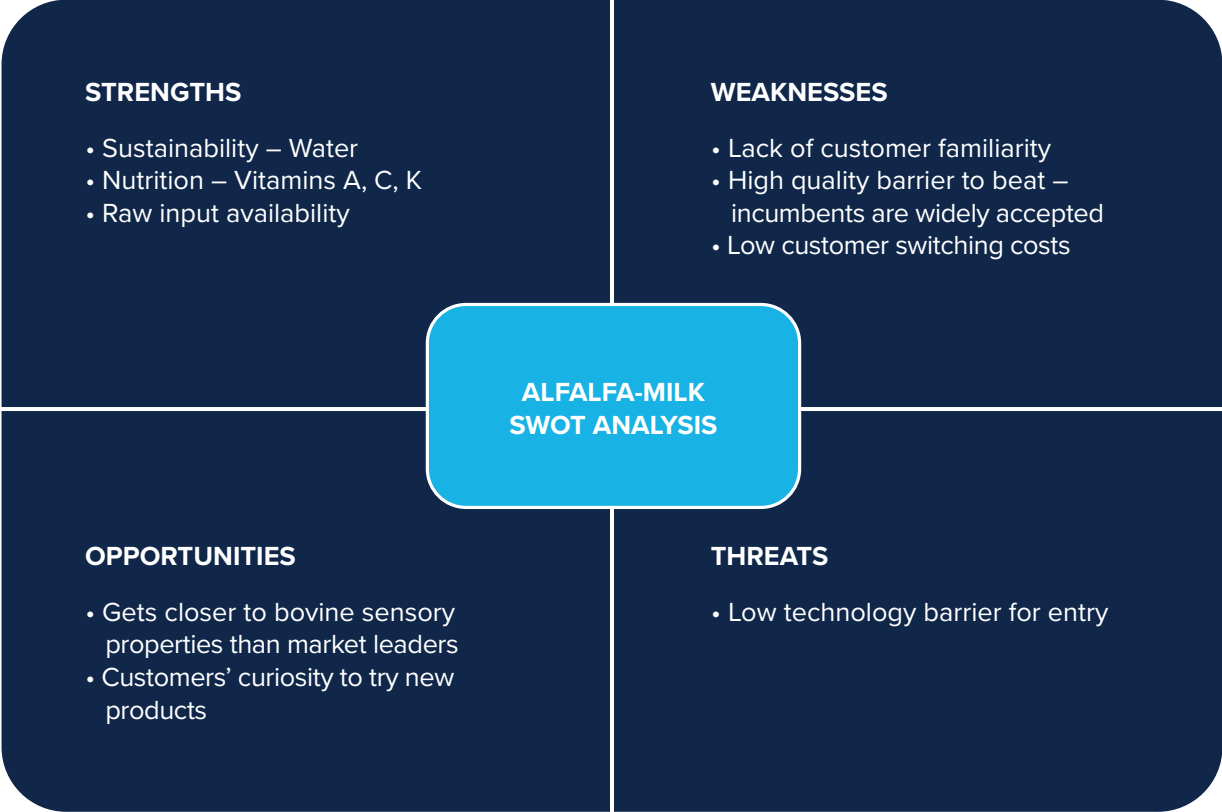 STRENGTHS
• Sustainability – Water
• Nutrition – Vitamins A, C, K
• Raw input availability
WEAKNESSES
• Lack of customer familiarity
• High quality barrier to beat –
incumbents are widely accepted
• Low customer switching costs
ALFALFA-MILK
SWOT ANALYSIS
OPPORTUNITIES
• Gets closer to bovine sensory
properties than market leaders
• Customers’ curiosity to try new
products
THREATS
• Low technology barrier for entry